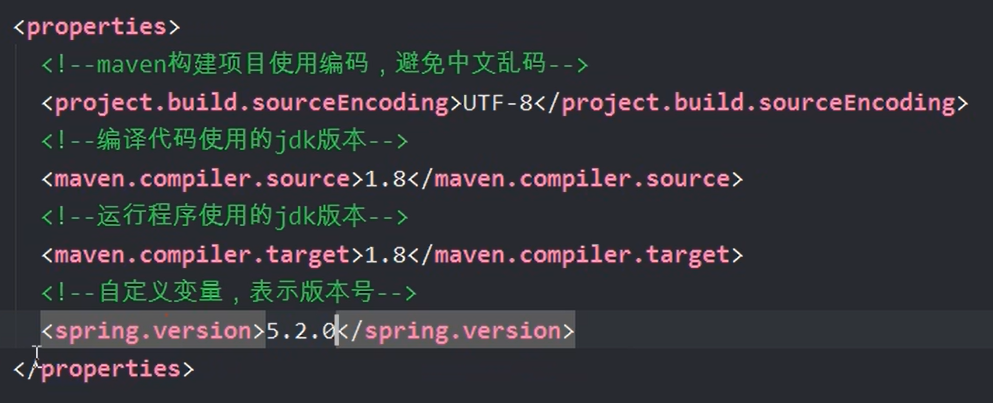 <properties>
<!--maven构建项目使用编码，避免中文乱码-->
<project.build.sourceEncoding>UTF-8</project.build.sourceEncoding>
<!--编译代码使用的jdk版本-->
<maven.compiler.source>1.8</maven.compiler.source>
<!--运行程序使用的jdk版本-->
<maven.compiler.target>1.8</maven.compiler.target>
<!--自定义变量，表示版本号-->
<spring.version>5.2.0</spring.version>
</properties>